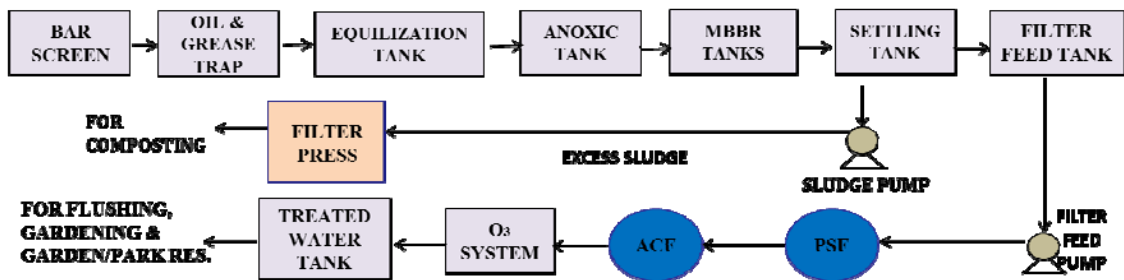 BAR
SCREEN
OIL &
GREASE
TRAP
EQUILIZATION
TANK
ANOXIC
TANK
MBBR
TANKS
SETTLING
TANK
FILTER
FEED TANK
FOR
COMPOSTING
FILTER
PRESS
EXCESS SLUDGE
SLUDGE PUMP
FOR FLUSHING,
GARDENING &
GARDEN/PARK RES.
TREATED
WATER
TANK
O3
SYSTEM
ACF
PSF
FILTER
FEED
PUMP